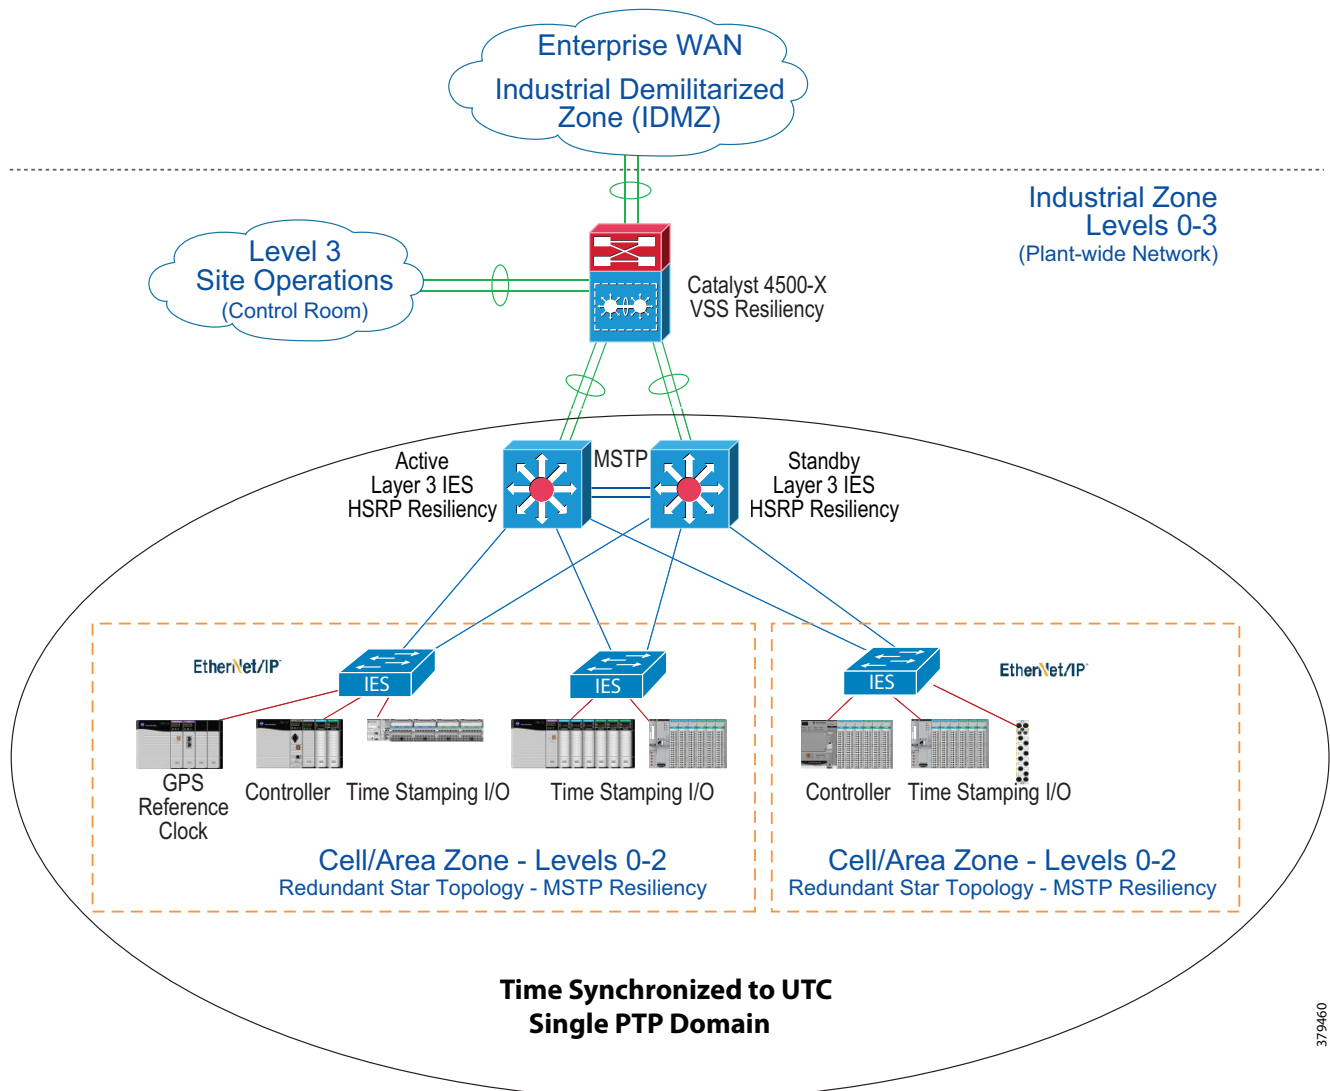 Enterprise WAN
Industrial Demilitarized
Zone (IDMZ)
Industrial Zone
Levels 0-3
(Plant-wide Network)
Level 3
Site Operations
(Control Room)
Catalyst 4500-X
VSS Resiliency
Active
Layer 3 IES
HSRP Resiliency
MSTP
Standby
Layer 3 IES
HSRP Resiliency
EtherNet/IP
IES
IES
IES
EtherNet/IP
GPS
Reference
Clock
Controller
Time Stamping I/O
Time Stamping I/O
Controller
Time Stamping I/O
Cell/Area Zone - Levels 0-2
Redundant Star Topology - MSTP Resiliency
Cell/Area Zone - Levels 0-2
Redundant Star Topology - MSTP Resiliency
Time Synchronized to UTC
Single PTP Domain
379460